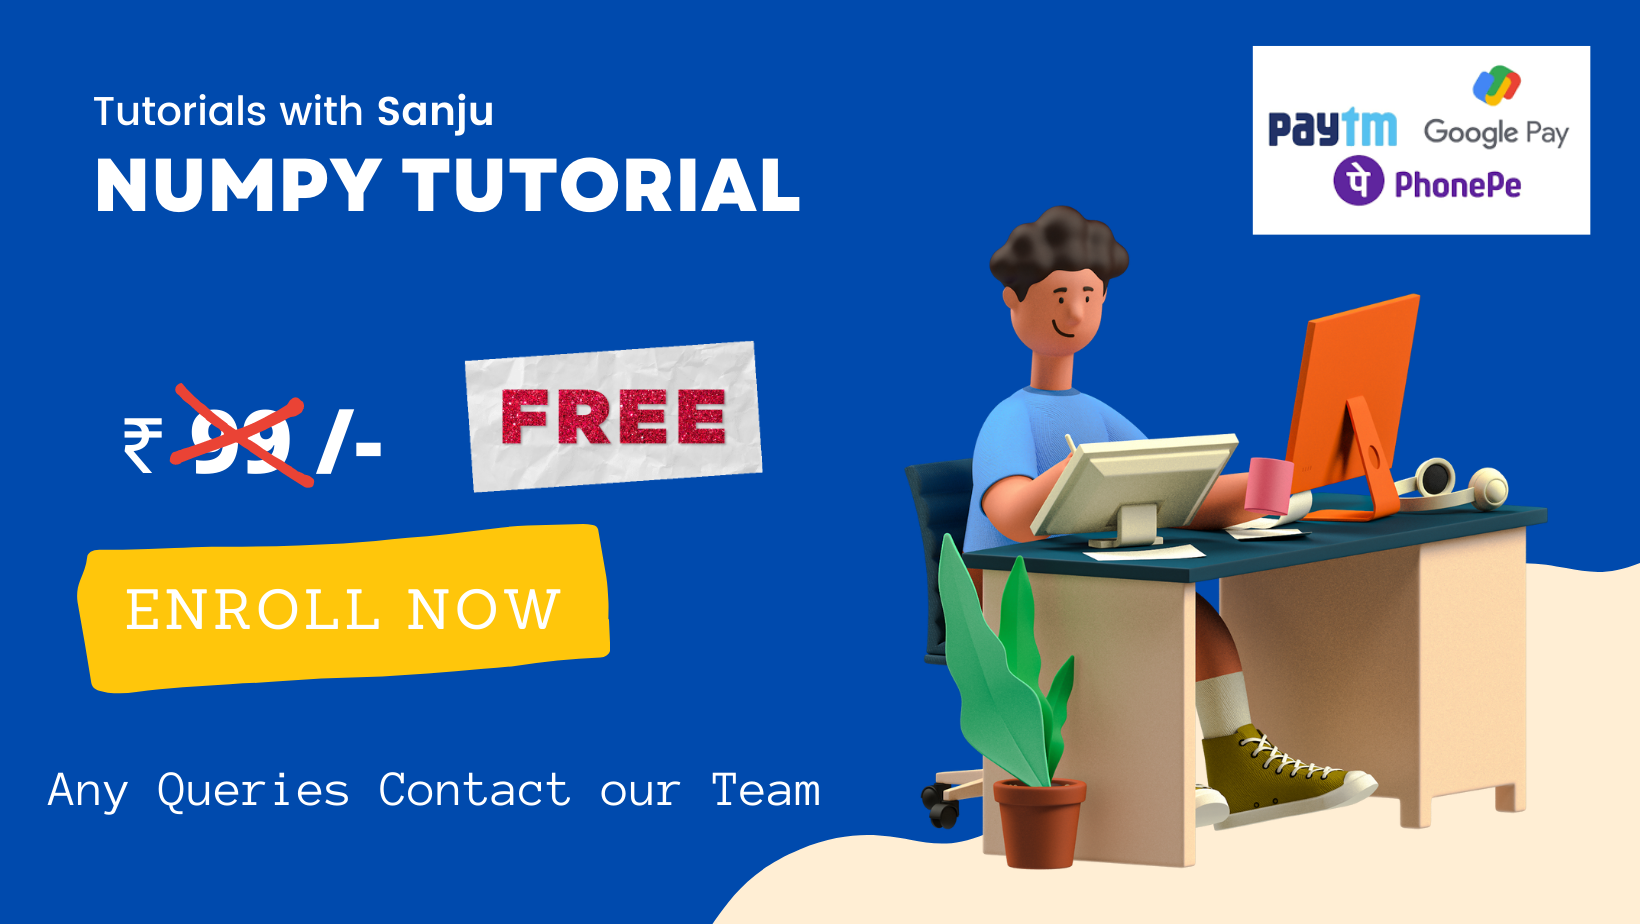 Tutorials with Sanju
NUMPY TUTORIAL
paytm
Google Pay
पे PhonePe
₹ 99 /-
FREE
ENROLL NOW
Any Queries Contact our Team